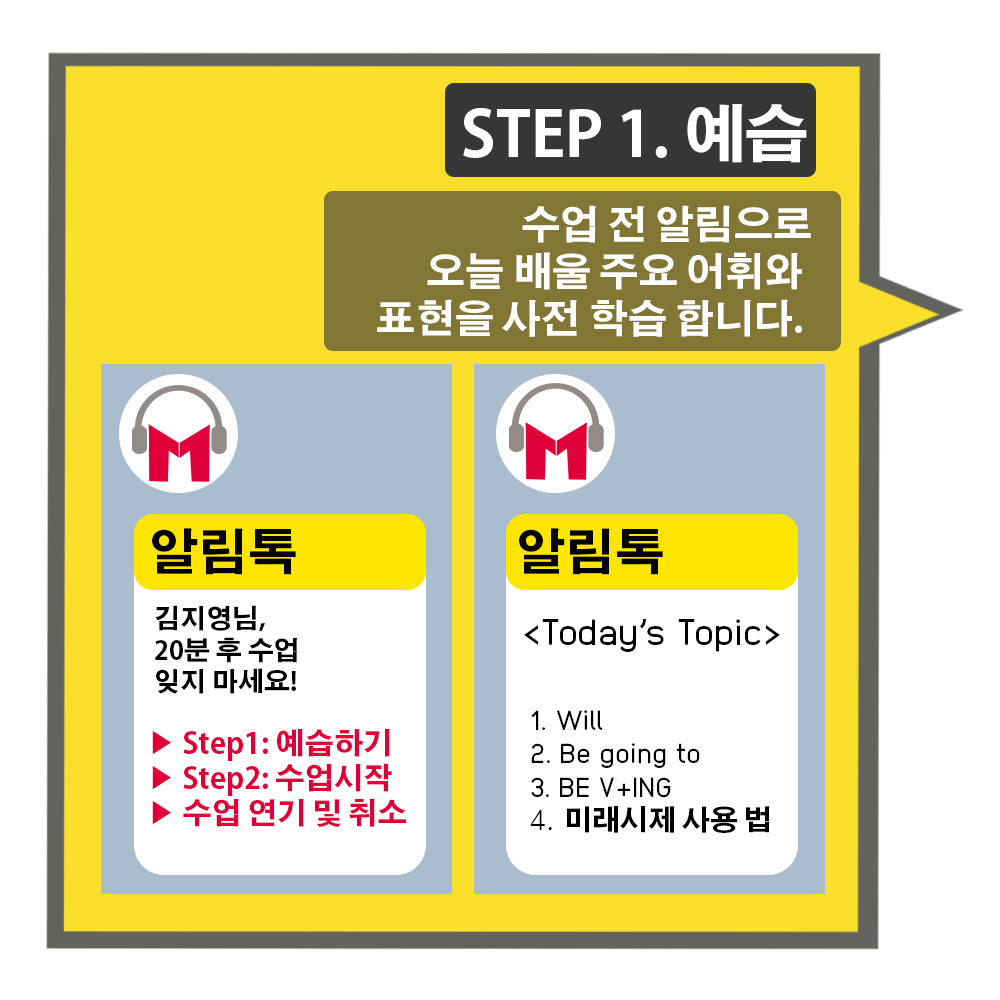 STEP 1. 예습
수업 전 알림으로
오늘 배울 주요 어휘와
표현을 사전 학습 합니다.
M
알림톡
김지영님,
20분 후 수업
잊지 마세요!
▶ Step1: 예습하기
▶ Step2: 수업시작
▶ 수업 연기 및 취소
M
알림톡
<Today's Topic>
1. Will
2. Be going to
3. BE V+ING
4. 미래시제 사용 법